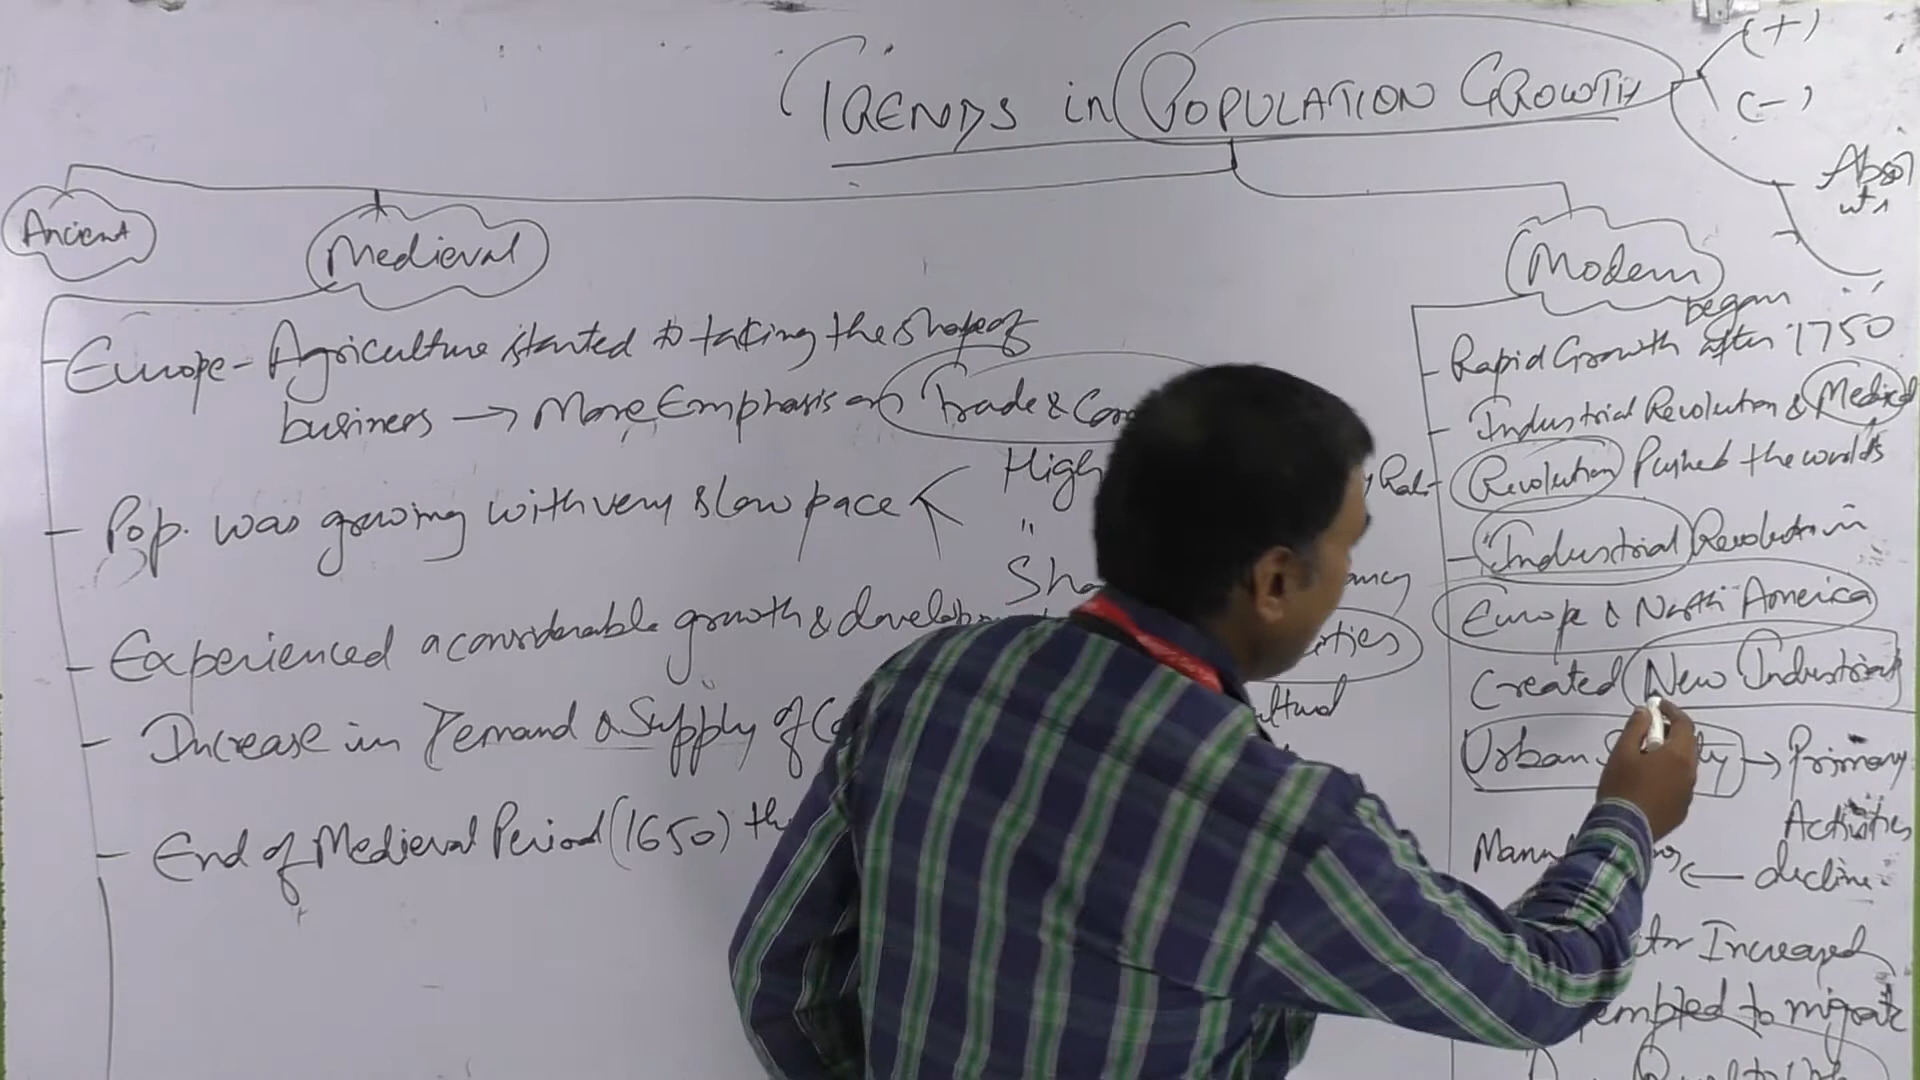 TRENDS in POPULATION GROWTH
(+)
(-)
Ancient
Medieval
Modern
Europe - Agriculture started to taking the shape of
business → More Emphasis on Trade &
Pop. was growing with very slow pace
High
"
Experienced a considerable growth &
Increase in Demand & Supply of
End of Medieval Period (1650)
began
Rapid Growth after 1750
Industrial Revolution & Medical
Revolution Pushed the world's
Industrial Revolution in
Europe & North America
Created New Industrial
Urban → Primary
Activities
← decline.
Increased
to migrate